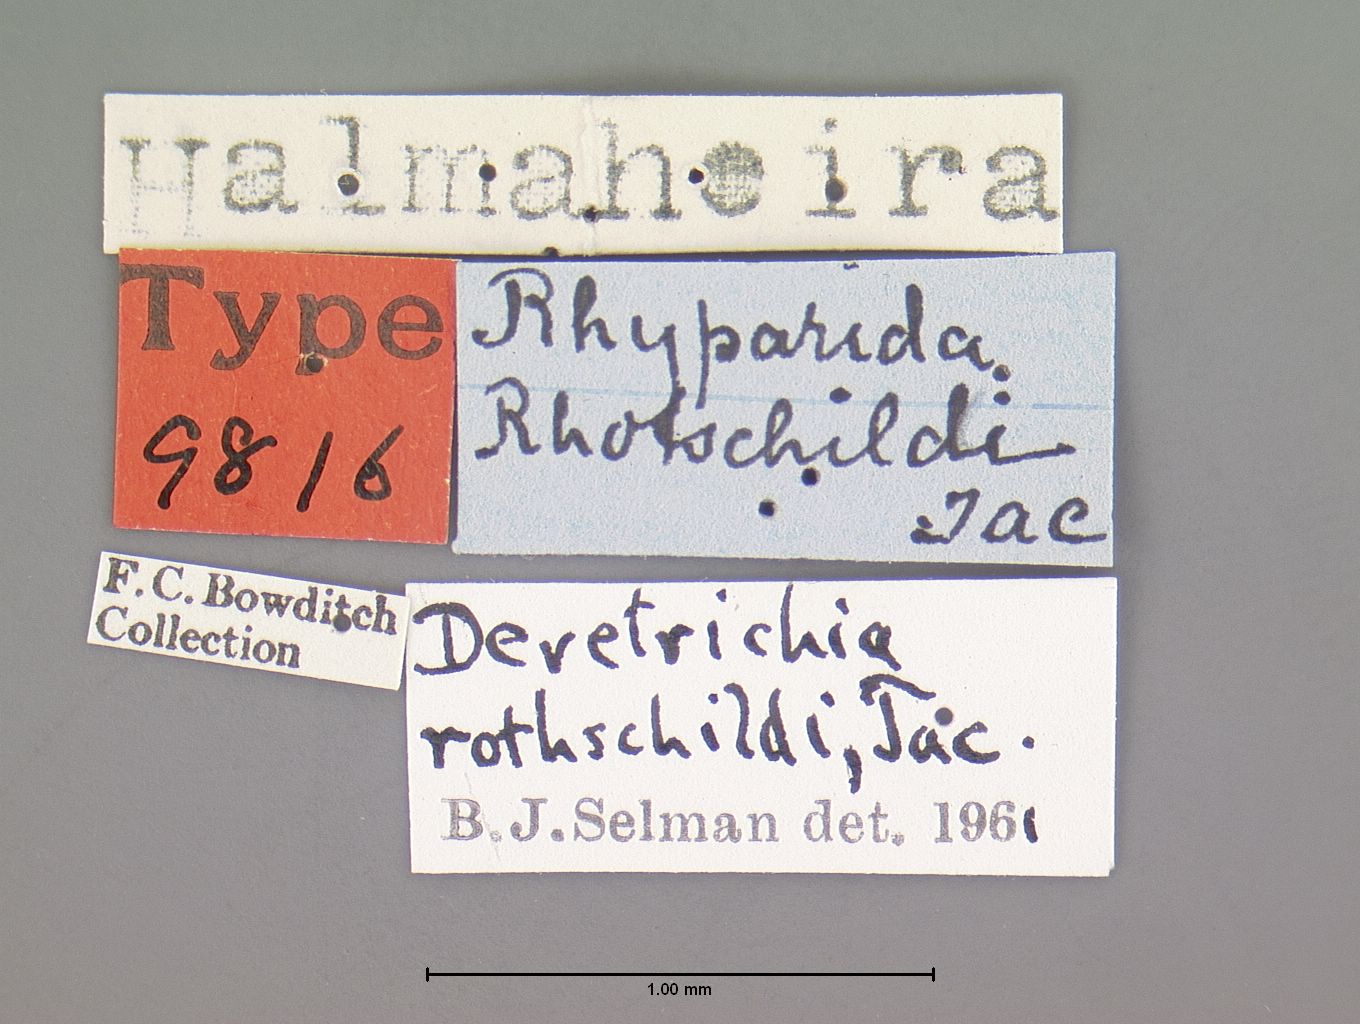 Halmaheira
Type
9816
Rhyparida
Rhotschildi
Jac
F.C. Bowditch
Collection
Deretrichia
rothschildi, Jac.
B.J. Selman det. 1961
1.00 mm